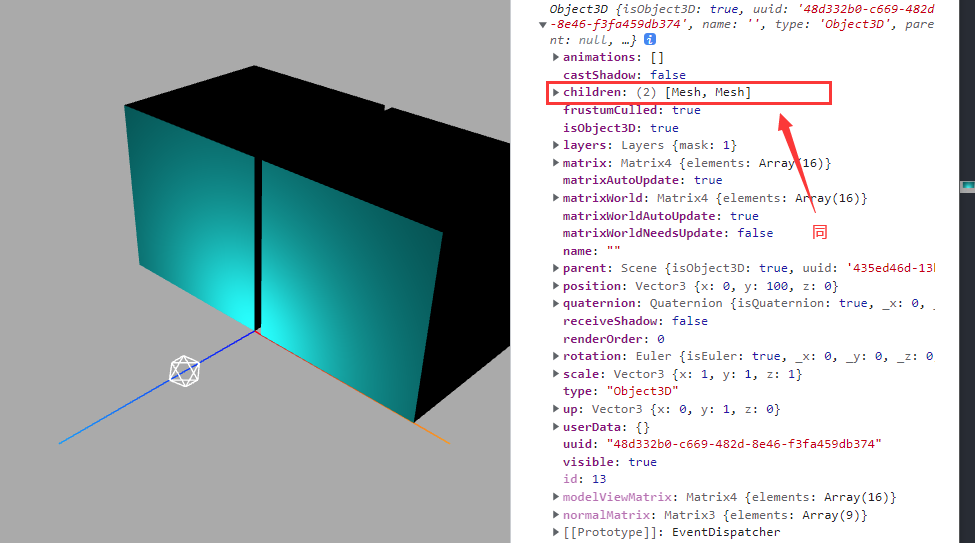 Object3D {isObject3D: true, uuid: '48d332b0-c669-482d
-8e46-f3fa459db374', name: '', type: 'Object3D', pare
nt: null, …}
animations: []
castShadow: false
children: (2) [Mesh, Mesh]
frustumCulled: true
isObject3D: true
layers: Layers {mask: 1}
matrix: Matrix4 {elements: Array(16)}
matrixAutoUpdate: true
matrixWorld: Matrix4 {elements: Array(16)}
matrixWorldAutoUpdate: true
matrixWorldNeedsUpdate: false
同
name: ""
parent: Scene {isObject3D: true, uuid: '435ed46d-13
position: Vector3 {x: 0, y: 100, z: 0}
quaternion: Quaternion {isQuaternion: true, _x: 0, _
receiveShadow: false
renderOrder: 0
rotation: Euler {isEuler: true, _x: 0, _y: 0, _z: 0
scale: Vector3 {x: 1, y: 1, z: 1}
type: "Object3D"
up: Vector3 {x: 0, y: 1, z: 0}
userData: {}
uuid: "48d332b0-c669-482d-8e46-f3fa459db374"
visible: true
id: 13
modelViewMatrix: Matrix4 {elements: Array(16)}
normalMatrix: Matrix3 {elements: Array(9)}
[[Prototype]]: EventDispatcher